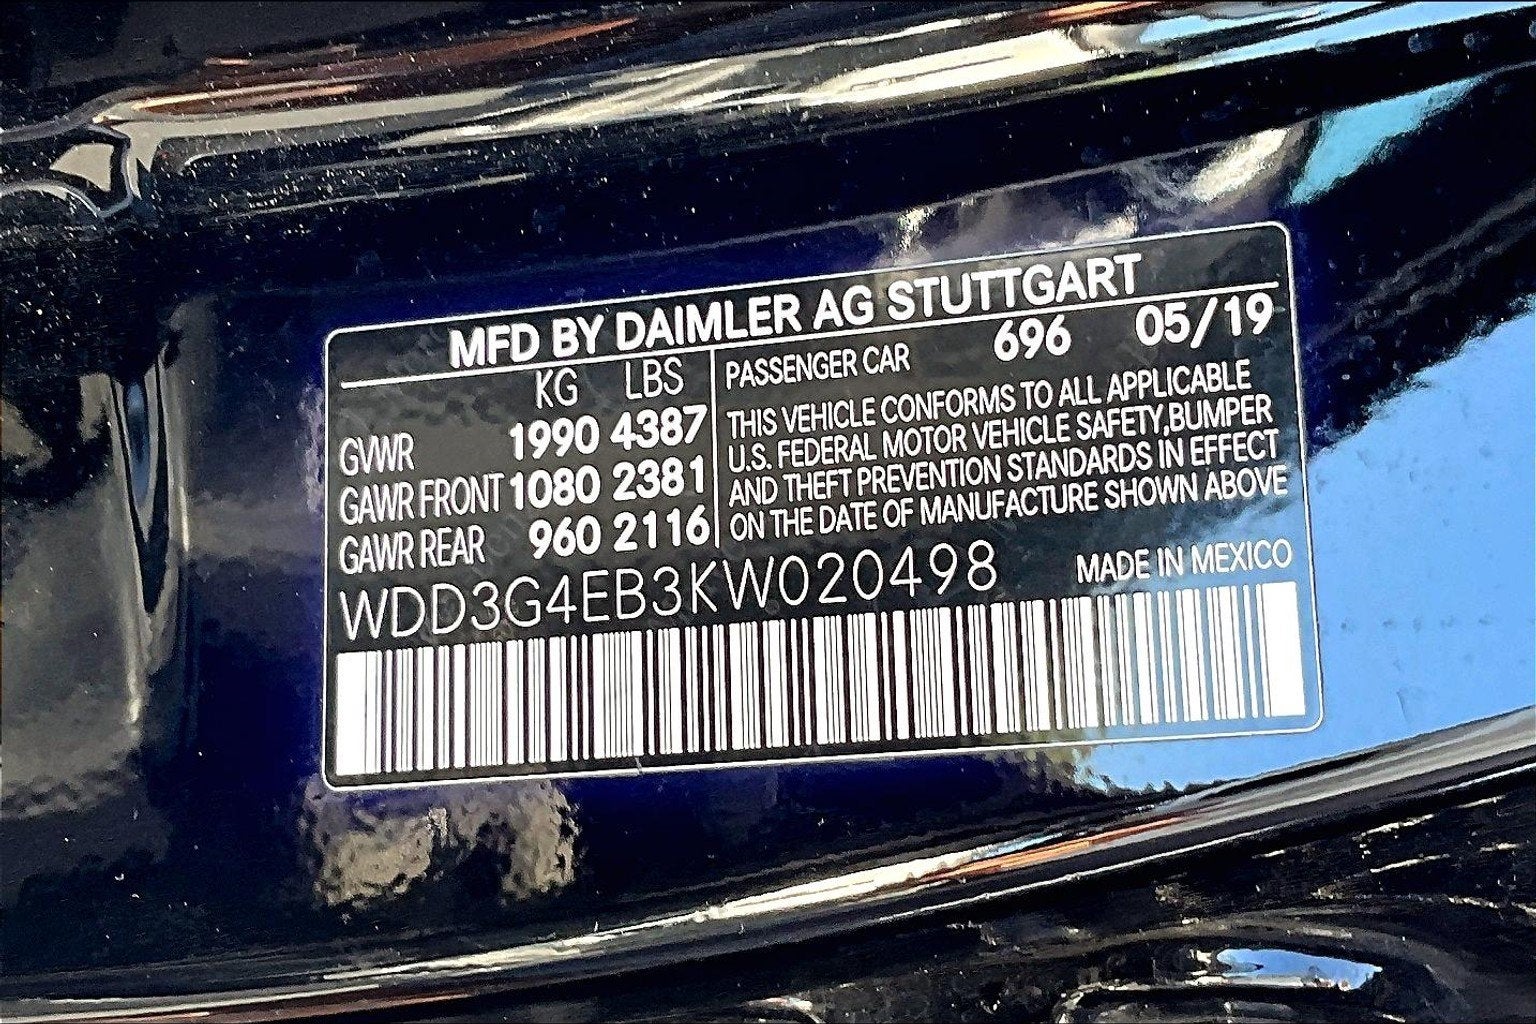 MFD BY DAIMLER AG STUTTGART
KG LBS
GVWR 1990 4387
GAWR FRONT 1080 2381
GAWR REAR 960 2116
PASSENGER CAR 696 05/19
THIS VEHICLE CONFORMS TO ALL APPLICABLE
U.S. FEDERAL MOTOR VEHICLE SAFETY,BUMPER
AND THEFT PREVENTION STANDARDS IN EFFECT
ON THE DATE OF MANUFACTURE SHOWN ABOVE
WDD3G4EB3KW020498 MADE IN MEXICO